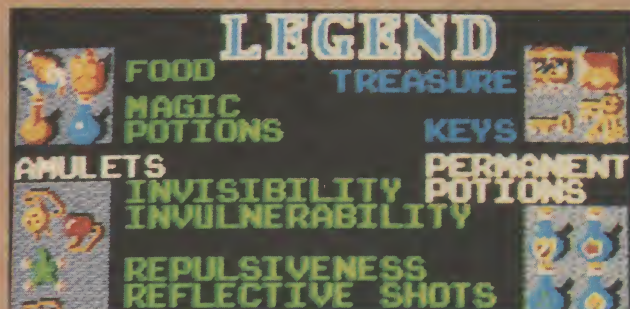 LEGEND
FOOD
TREASURE
MAGIC
POTIONS
KEYS
AMULETS
PERMANENT
POTIONS
INVISIBILITY
INVULNERABILITY
REPULSIVENESS
REFLECTIVE SHOTS